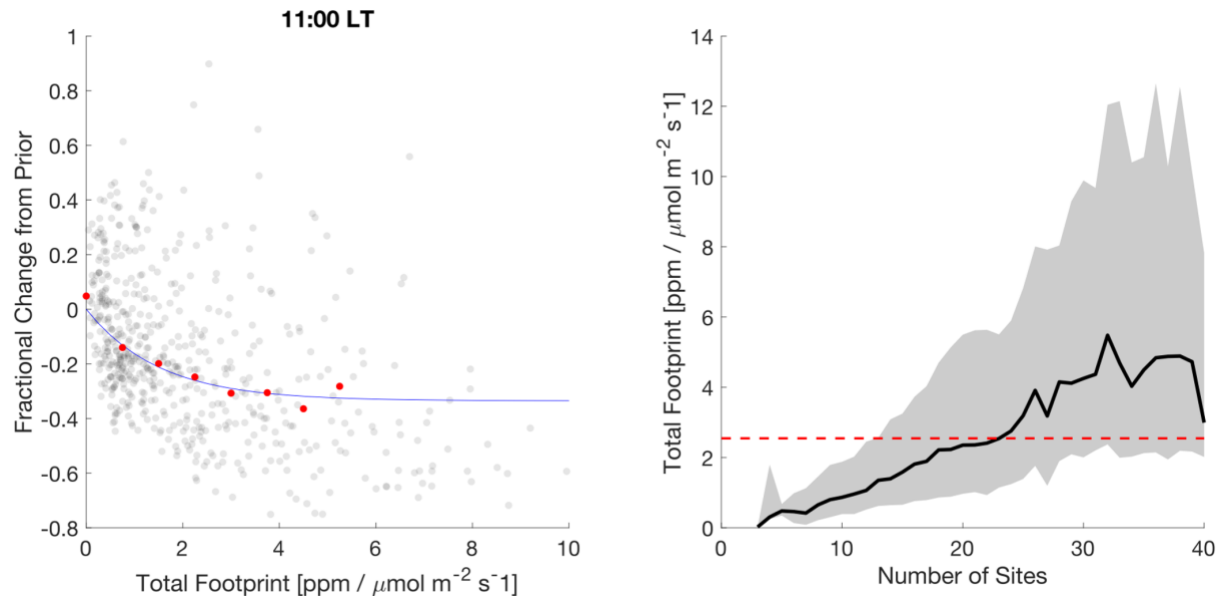 11:00 LT
Fractional Change from Prior
1
0.8
0.6
0.4
0.2
0
-0.2
-0.4
-0.6
-0.8
0 2 4 6 8 10
Total Footprint [ppm / μmol m⁻² s⁻¹]
Total Footprint [ppm / μmol m⁻² s⁻¹]
14
12
10
8
6
4
2
0
0 10 20 30 40
Number of Sites